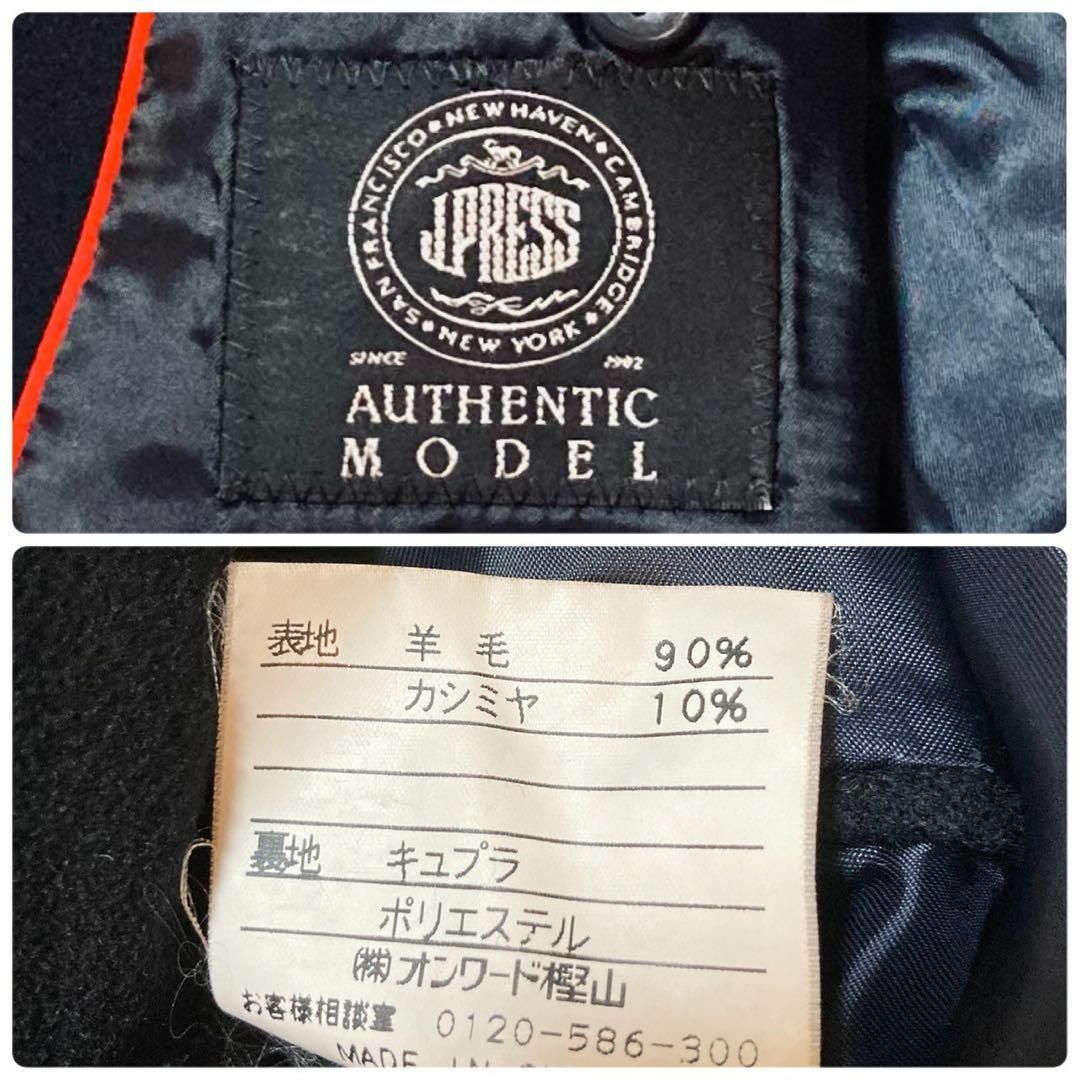 SAN FRANCISCO ◆ NEW HAVEN ◆ CAMBRIDGE ◆ NEW YORK ◆
J.PRESS
SINCE 1902
AUTHENTIC
MODEL
表地 羊毛 90%
カシミヤ 10%
裏地 キュプラ
ポリエステル
(株)オンワード樫山
お客様相談室 0120-586-300
MADE IN